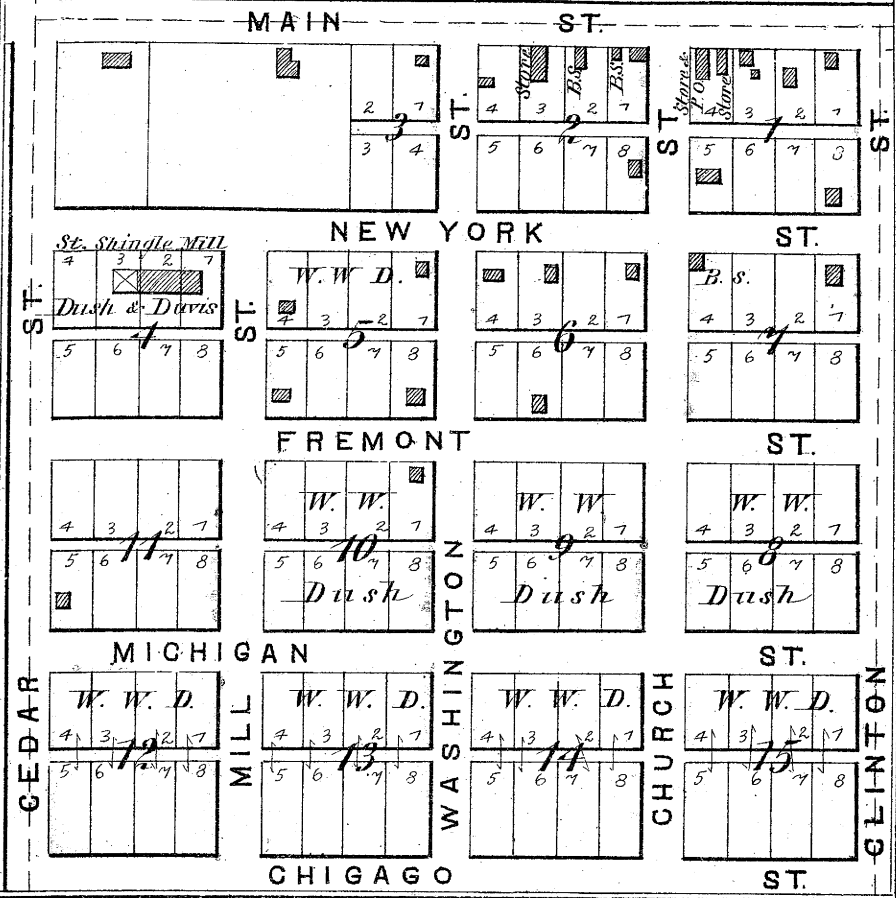 MAIN ST.
Store B.S. B.S. Store & P.O. Store
2 1 4 3 2 1 4 3 2 1
3 2 1
3 4 5 6 7 8 5 6 7 8
ST. ST. ST.
NEW YORK ST.
St. Shingle Mill
4 3 2 1
W. W. D.
B. S.
Dush & Davis
4 3 2 1 4 3 2 1 4 3 2 1
4 5 6 7
5 6 7 8 5 6 7 8 5 6 7 8 5 6 7 8
ST. ST.
FREMONT ST.
W. W. W. W W. W.
4 3 2 1 4 3 2 1 4 3 2 1 4 3 2 1
11 10 9 8
5 6 7 8 5 6 7 8 5 6 7 8 5 6 7 8
Dush Dush Dush
MICHIGAN ST.
W. W. D. W. W. D. W. W. D. W. W. D.
4 3 2 1 4 3 2 1 4 3 2 1 4 3 2 1
12 13 14 15
5 6 7 8 5 6 7 8 5 6 7 8 5 6 7 8
CEDAR
MILL
WASHINGTON
CHURCH
CLINTON
CHIGAGO ST.